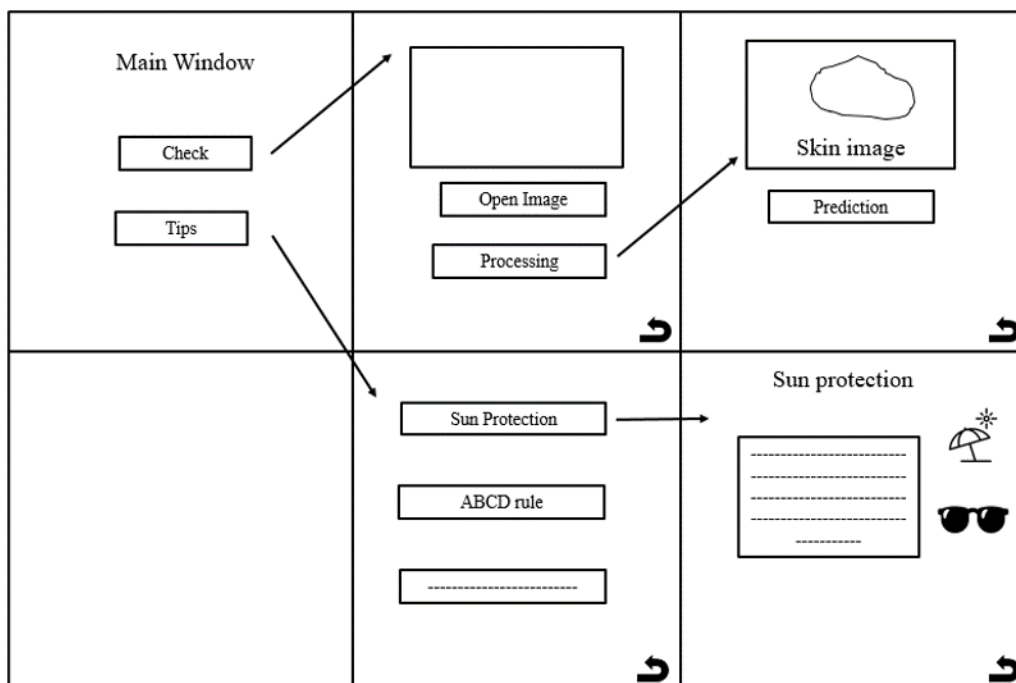 Main Window
Check
Tips
Open Image
Processing
Skin image
Prediction
Sun Protection
ABCD rule
Sun protection